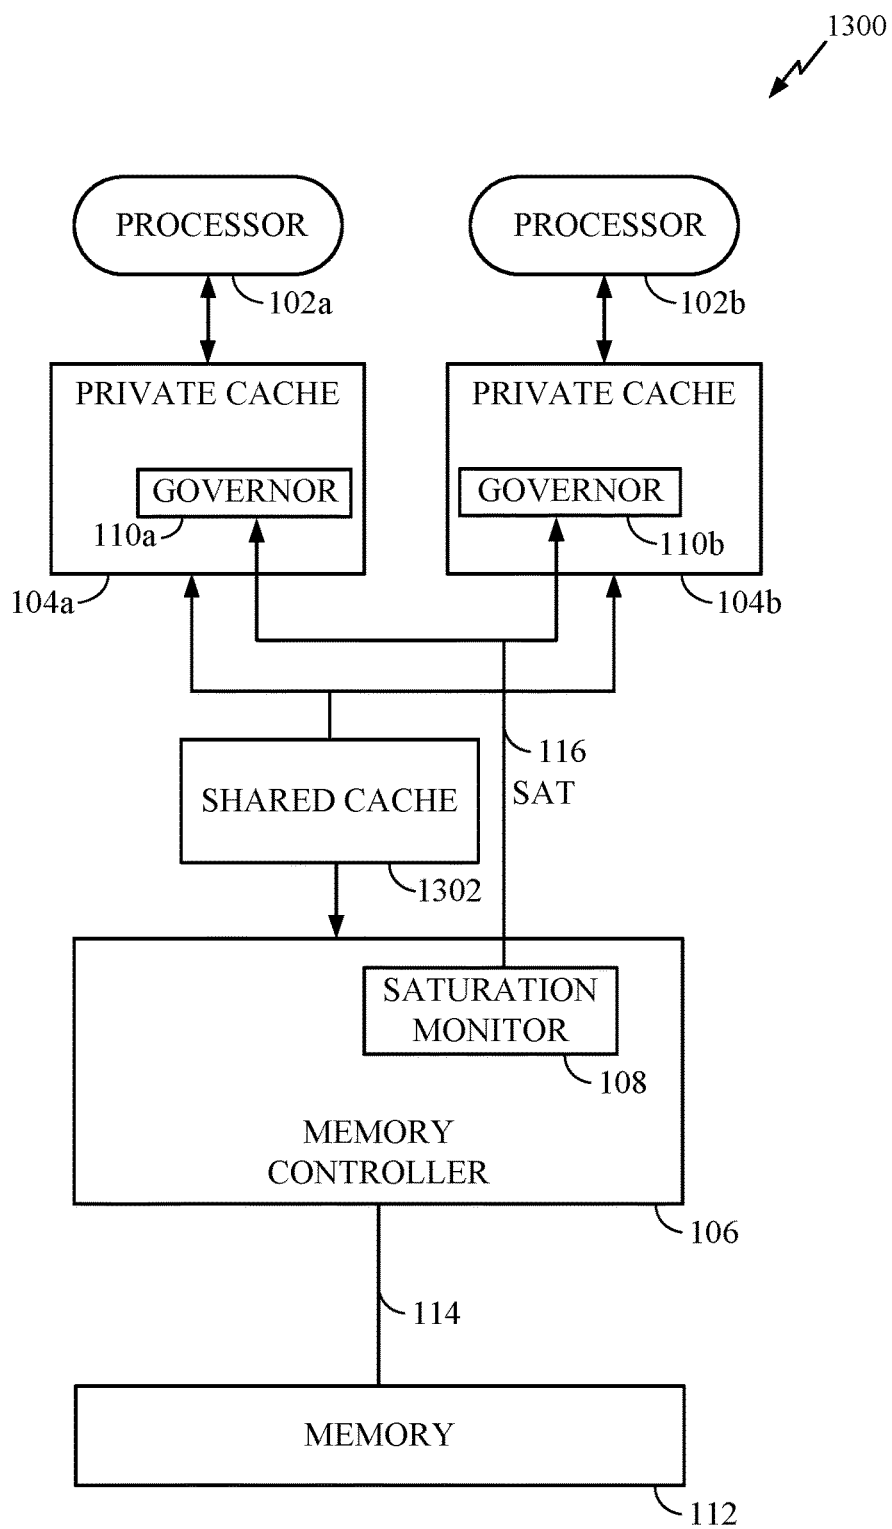 1300
PROCESSOR
PROCESSOR
102a
102b
PRIVATE CACHE
PRIVATE CACHE
GOVERNOR
GOVERNOR
110a
110b
104a
104b
116
SAT
SHARED CACHE
1302
SATURATION
MONITOR
108
MEMORY
CONTROLLER
106
114
MEMORY
112